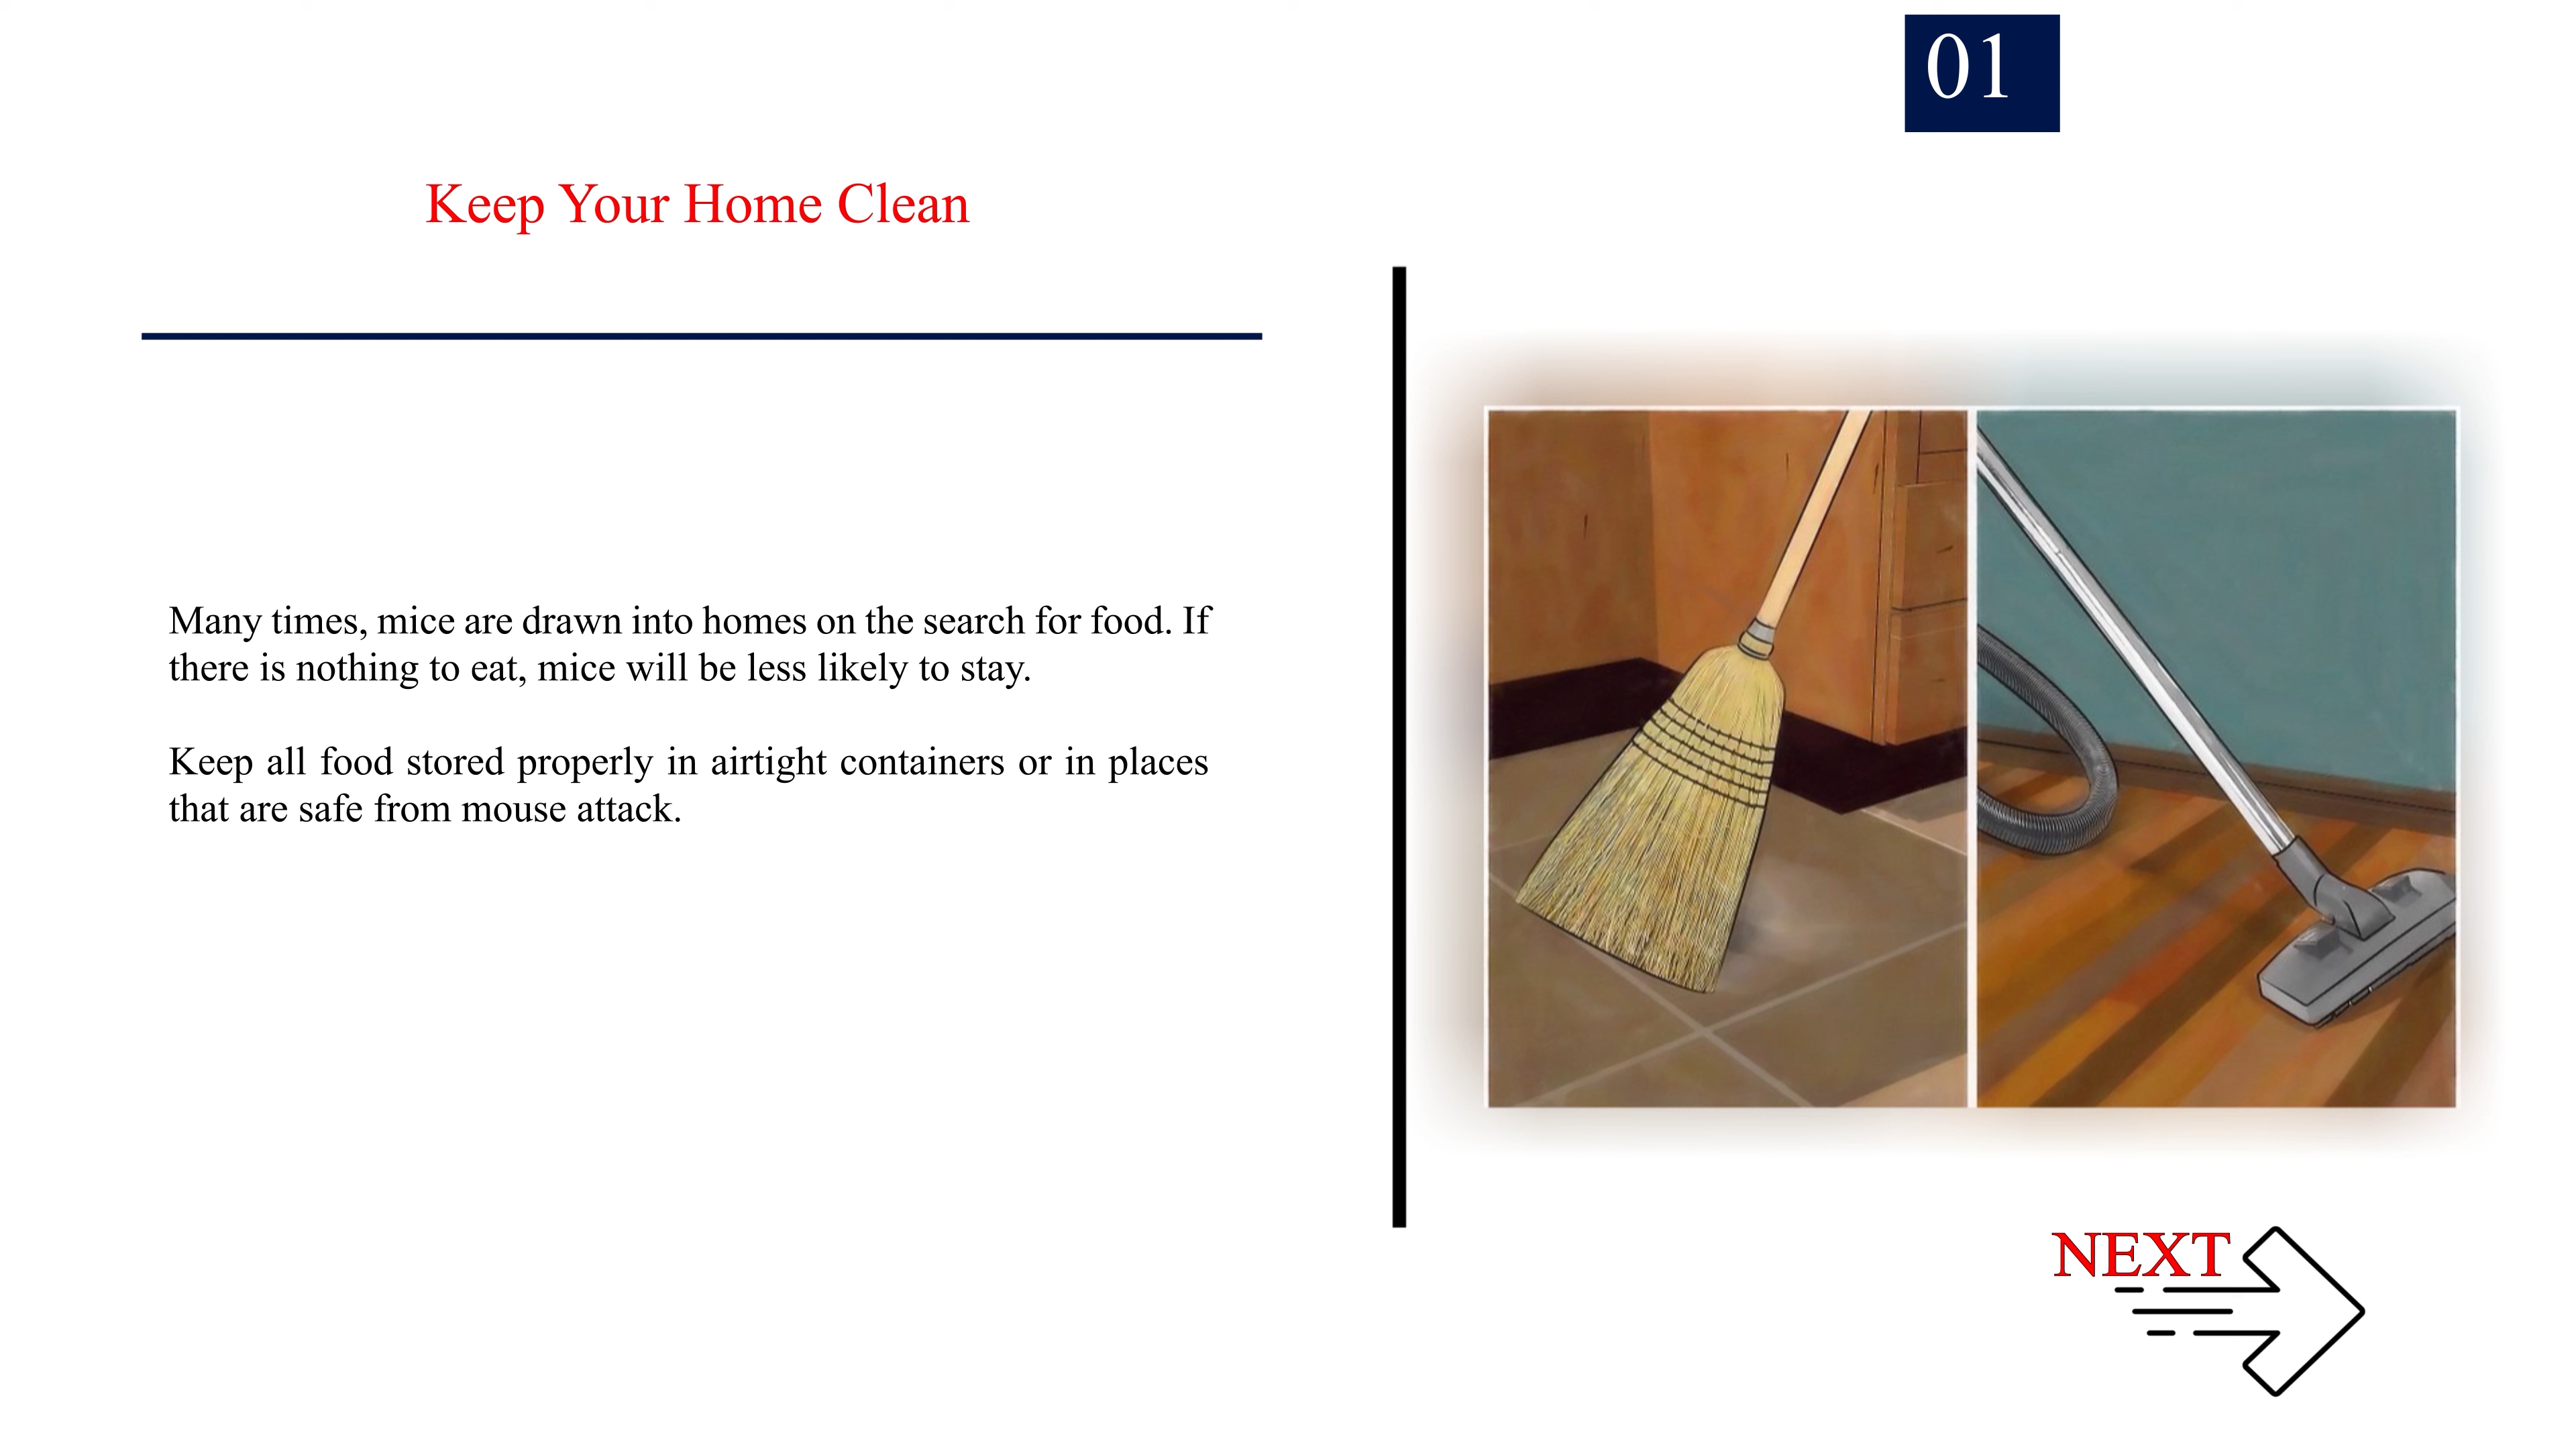 01
Keep Your Home Clean
Many times, mice are drawn into homes on the search for food. If
there is nothing to eat, mice will be less likely to stay.
Keep all food stored properly in airtight containers or in places
that are safe from mouse attack.
NEXT